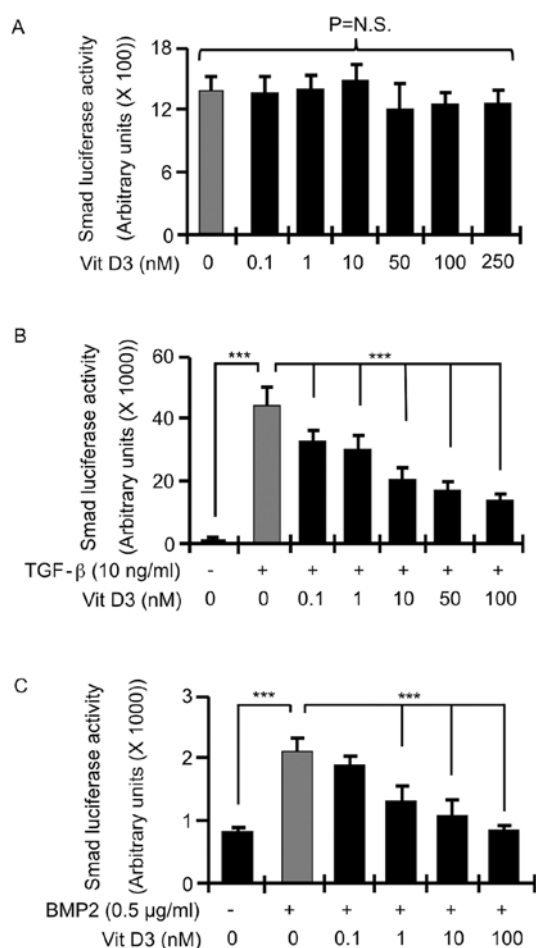 A
P=N.S.
Smad luciferase activity
(Arbitrary units (X 100))
18
12
6
0
Vit D3 (nM) 0 0.1 1 10 50 100 250
B
Smad luciferase activity
(Arbitrary units (X 1000))
60
40
20
0
*** ***
TGF-β (10 ng/ml) - + + + + + +
Vit D3 (nM) 0 0 0.1 1 10 50 100
C
Smad luciferase activity
(Arbitrary units (X 1000))
3
2
1
0
*** ***
BMP2 (0.5 µg/ml) - + + + + +
Vit D3 (nM) 0 0 0.1 1 10 100